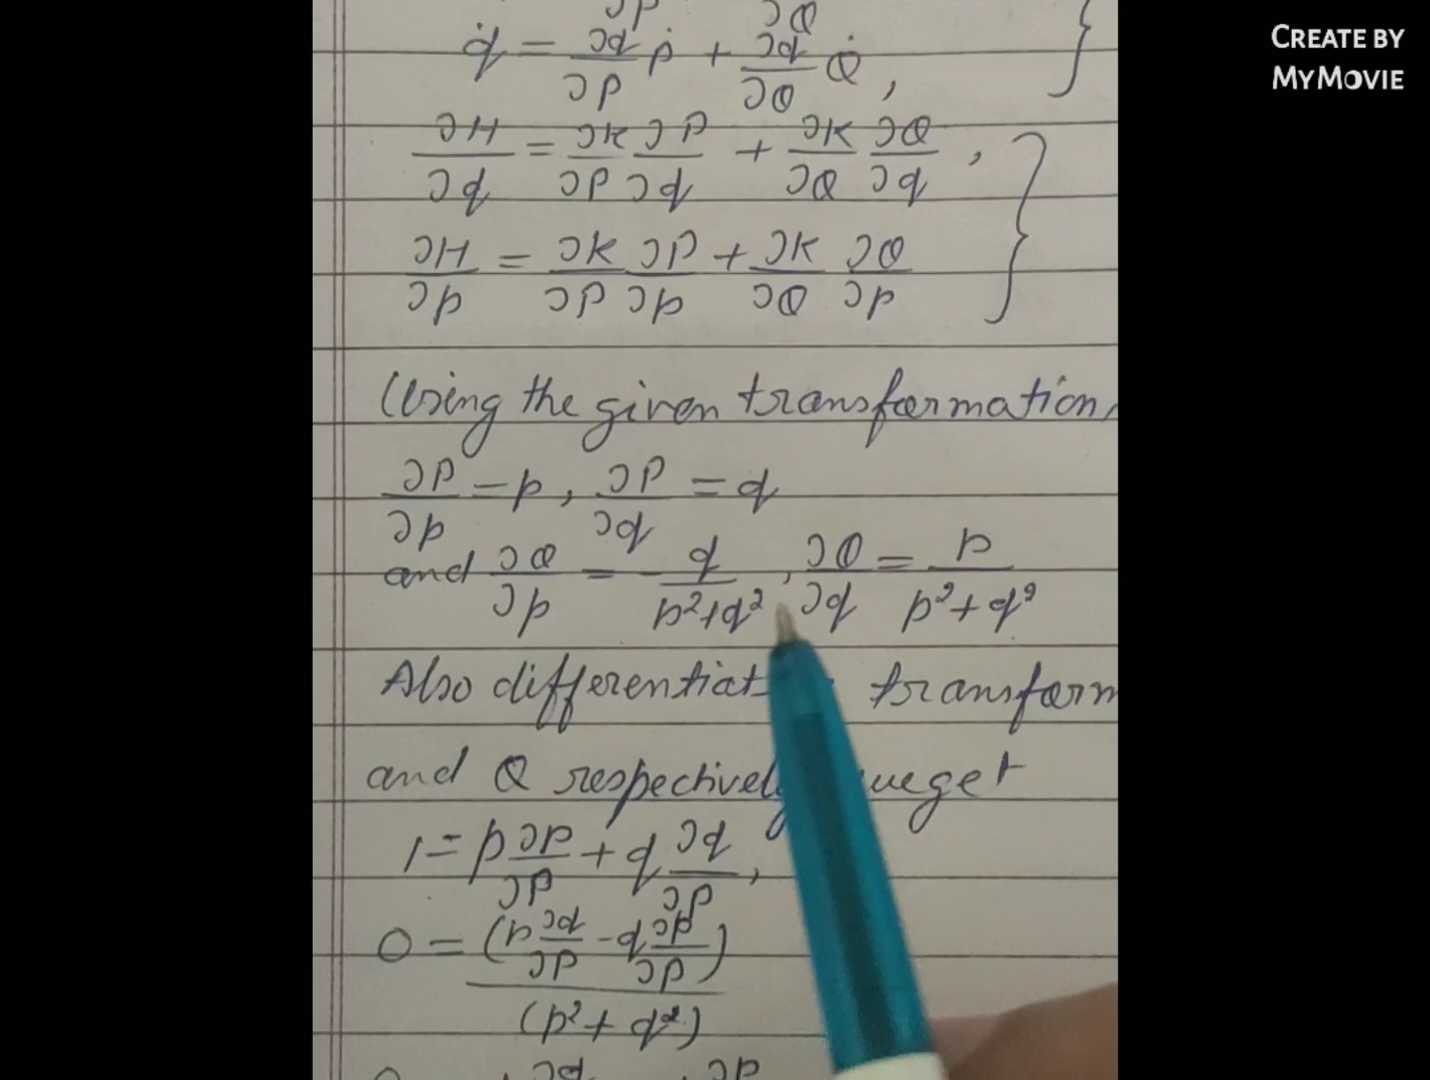 q̇ = ∂q/∂P Ṗ + ∂q/∂Q Q̇,
∂H/∂q = ∂K/∂P ∂P/∂q + ∂K/∂Q ∂Q/∂q,
∂H/∂p = ∂K/∂P ∂P/∂p + ∂K/∂Q ∂Q/∂p
Using the given transformation,
∂P/∂p = p, ∂P/∂q = q
and ∂Q/∂p = - q/(p²+q²), ∂Q/∂q = p/(p²+q²)
Also transform
and Q respectively, we get
1 = p ∂p/∂P + q ∂q/∂P,
0 = (p ∂q/∂P - q ∂p/∂P)/(p²+q²)
CREATE BY
MYMOVIE